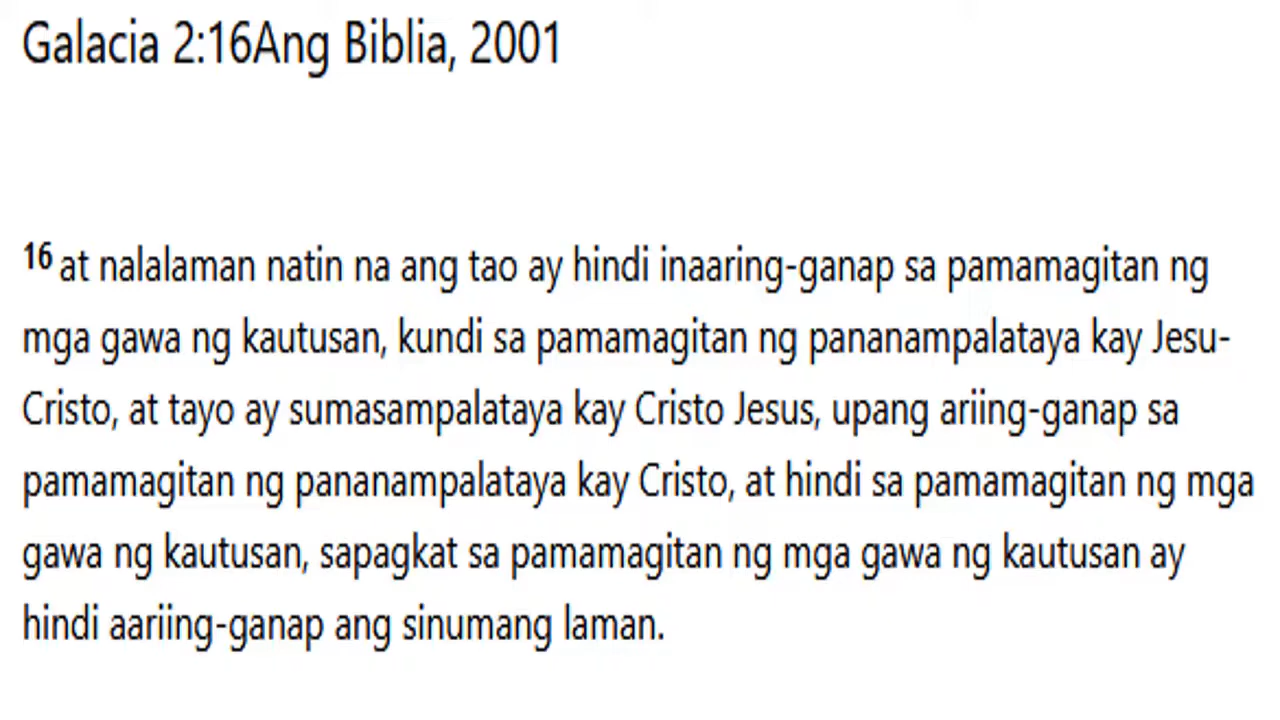 Galacia 2:16Ang Biblia, 2001
16 at nalalaman natin na ang tao ay hindi inaaring-ganap sa pamamagitan ng
mga gawa ng kautusan, kundi sa pamamagitan ng pananampalataya kay Jesu-
Cristo, at tayo ay sumasampalataya kay Cristo Jesus, upang ariing-ganap sa
pamamagitan ng pananampalataya kay Cristo, at hindi sa pamamagitan ng mga
gawa ng kautusan, sapagkat sa pamamagitan ng mga gawa ng kautusan ay
hindi aariing-ganap ang sinumang laman.